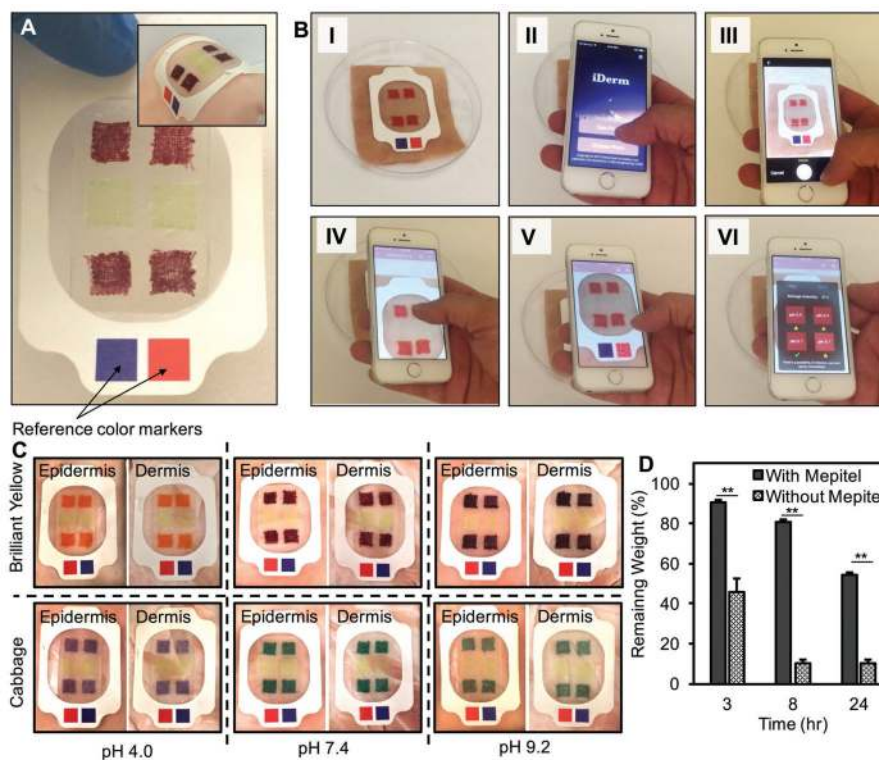 A
Reference color markers
B
I
II
iDerm
III
IV
V
VI
C
Brilliant Yellow
Epidermis
Dermis
Epidermis
Dermis
Epidermis
Dermis
Cabbage
Epidermis
Dermis
Epidermis
Dermis
Epidermis
Dermis
pH 4.0
pH 7.4
pH 9.2
D
With Mepitel
Without Mepitel
Remainng Weight (%)
100
80
60
40
20
0
**
**
**
3
8
24
Time (hr)